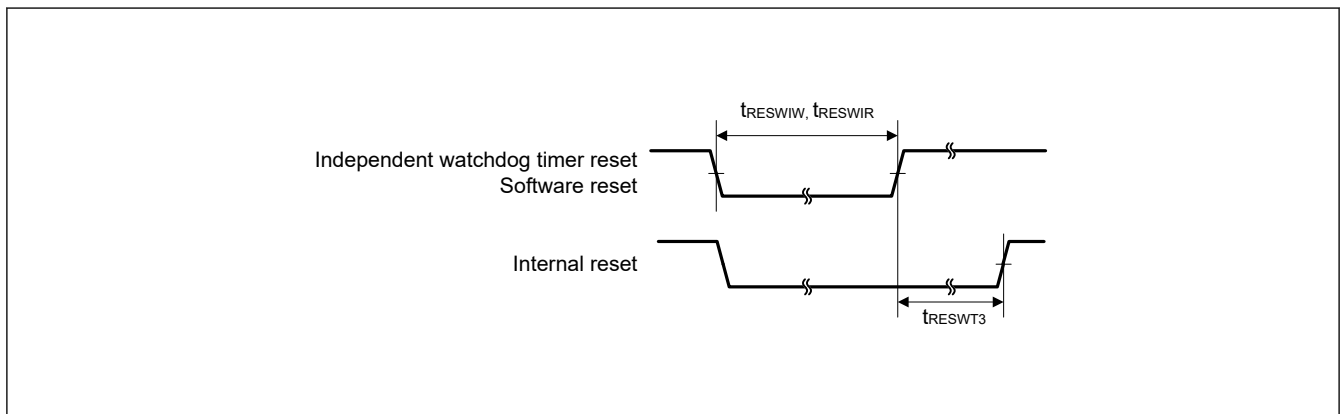 tRESWIW, tRESWIR
Independent watchdog timer reset
Software reset
Internal reset
tRESWT3